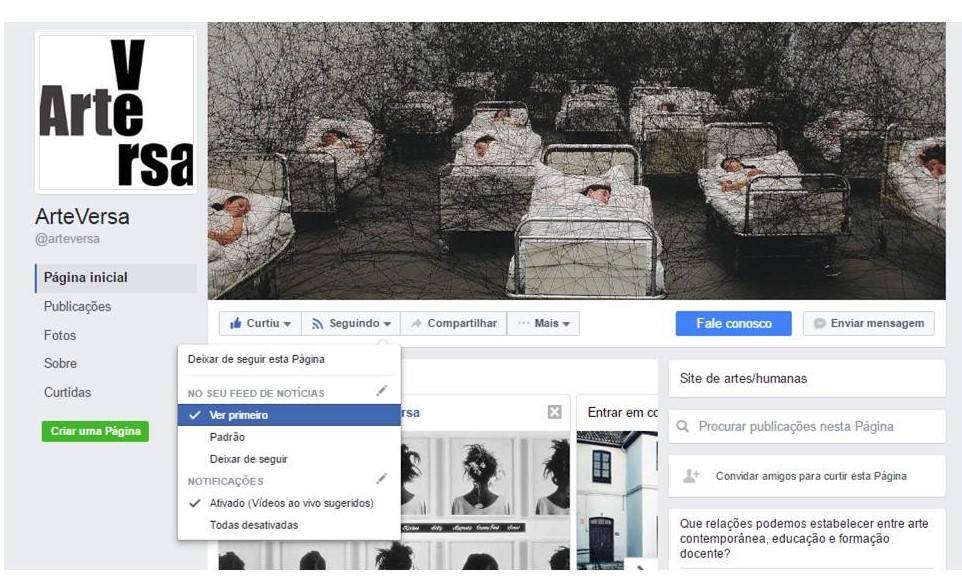 Arte
V
e
rsa
ArteVersa
@arteversa
Página inicial
Publicações
Fotos
Sobre
Curtidas
Criar uma Página
Curtiu
Seguindo
Compartilhar
Mais
Fale conosco
Enviar mensagem
Deixar de seguir esta Página
NO SEU FEED DE NOTÍCIAS
Ver primeiro
Padrão
Deixar de seguir
NOTIFICAÇÕES
Ativado (Vídeos ao vivo sugeridos)
Todas desativadas
rsa
Entrar em co
Site de artes/humanas
Procurar publicações nesta Página
Convidar amigos para curtir esta Página
Que relações podemos estabelecer entre arte
contemporânea, educação e formação
docente?